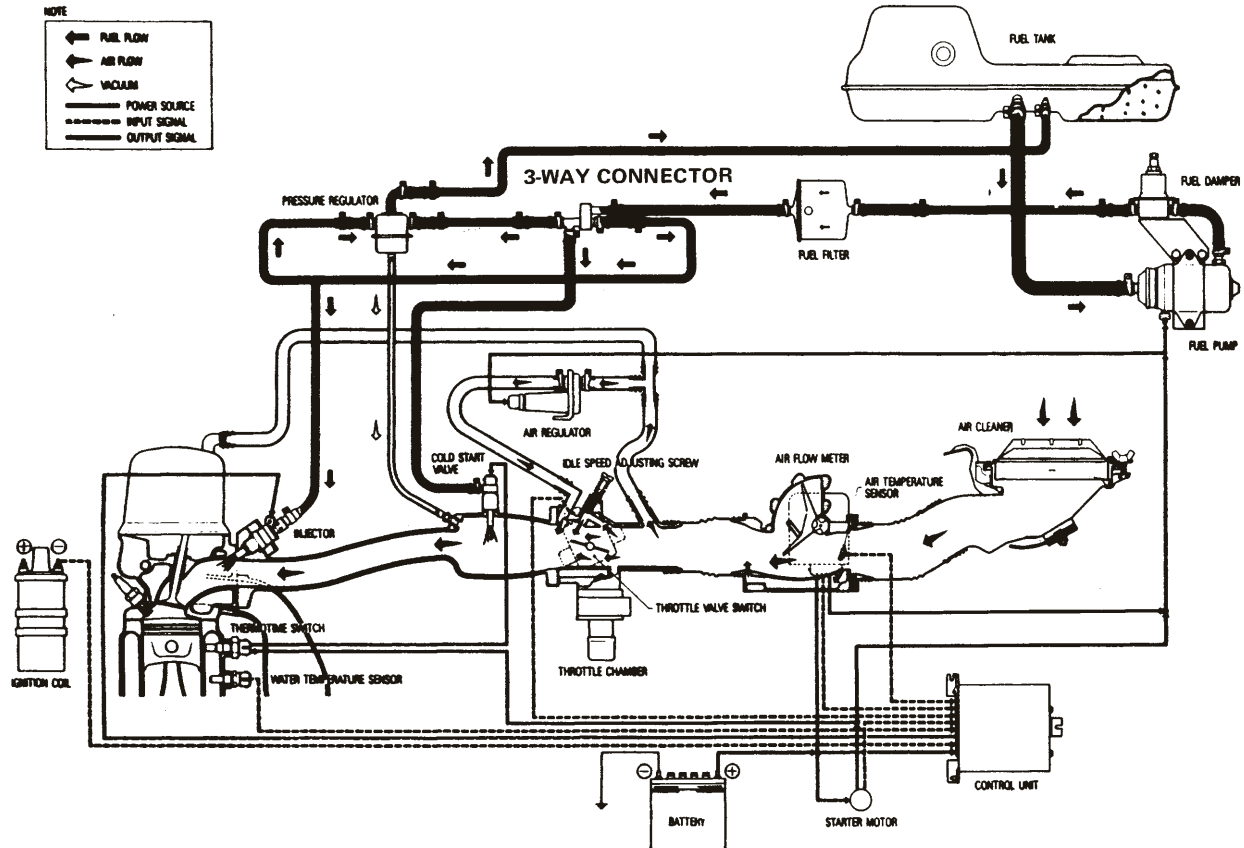 NOTE
FUEL FLOW
AIR FLOW
VACUUM
POWER SOURCE
INPUT SIGNAL
OUTPUT SIGNAL
FUEL TANK
3-WAY CONNECTOR
PRESSURE REGULATOR
FUEL DAMPER
FUEL FILTER
FUEL PUMP
AIR REGULATOR
AIR CLEANER
COLD START
VALVE
IDLE SPEED ADJUSTING SCREW
AIR FLOW METER
AIR TEMPERATURE
SENSOR
INJECTOR
THROTTLE VALVE SWITCH
THERMOTIME SWITCH
THROTTLE CHAMBER
IGNITION COIL
WATER TEMPERATURE SENSOR
CONTROL UNIT
BATTERY
STARTER MOTOR